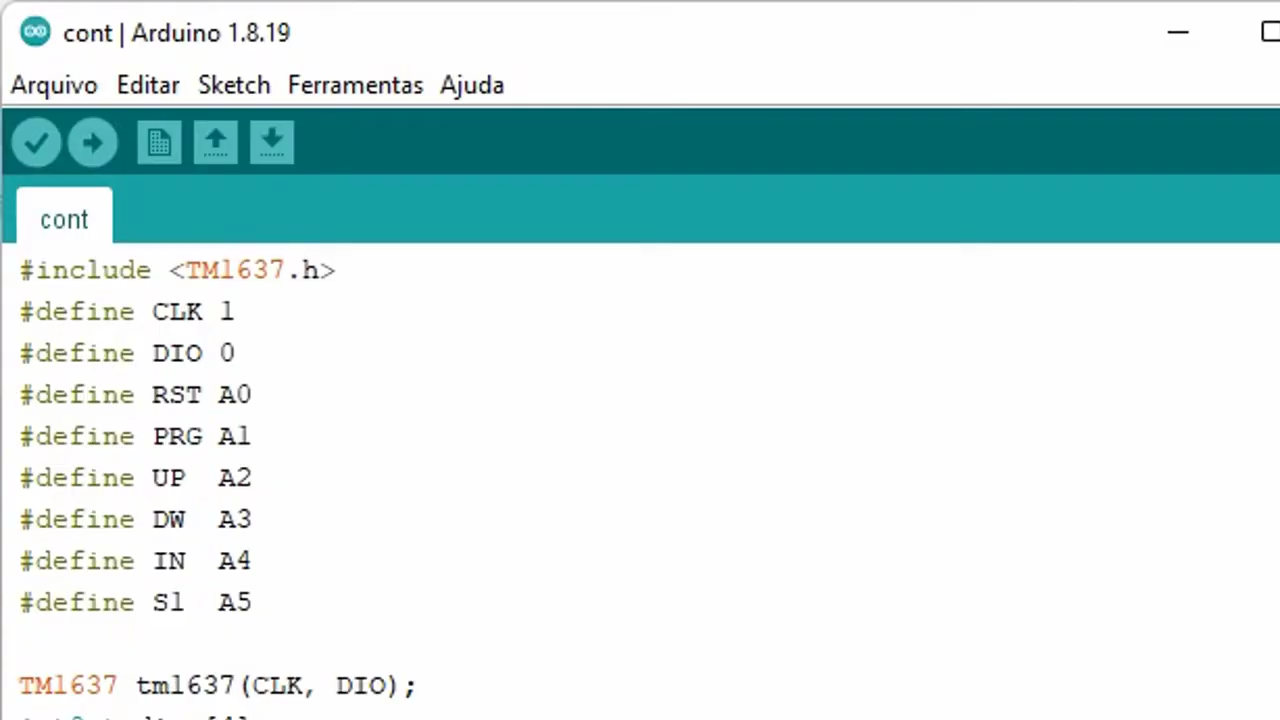 cont | Arduino 1.8.19
Arquivo Editar Sketch Ferramentas Ajuda
cont
#include <TM1637.h>
#define CLK 1
#define DIO 0
#define RST A0
#define PRG A1
#define UP  A2
#define DW  A3
#define IN  A4
#define S1  A5
TM1637 tm1637(CLK, DIO);